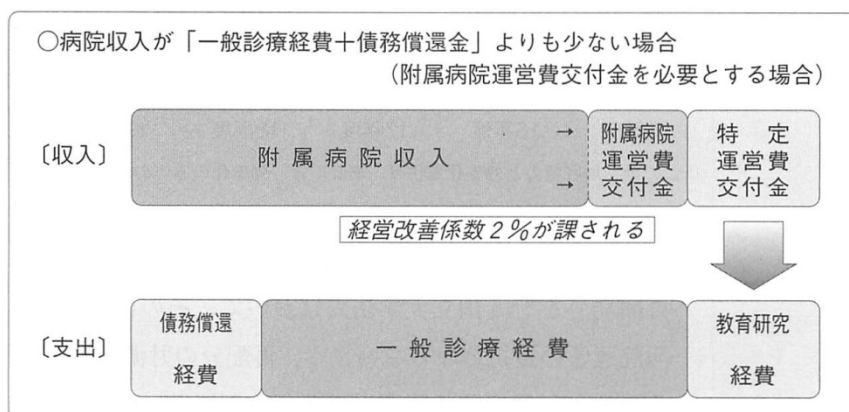 ○病院収入が「一般診療経費＋債務償還金」よりも少ない場合
（附属病院運営費交付金を必要とする場合）
〔収入〕
附属病院収入
→
→
附属病院
運営費
交付金
特定
運営費
交付金
経営改善係数２％が課される
〔支出〕
債務償還
経費
一般診療経費
教育研究
経費